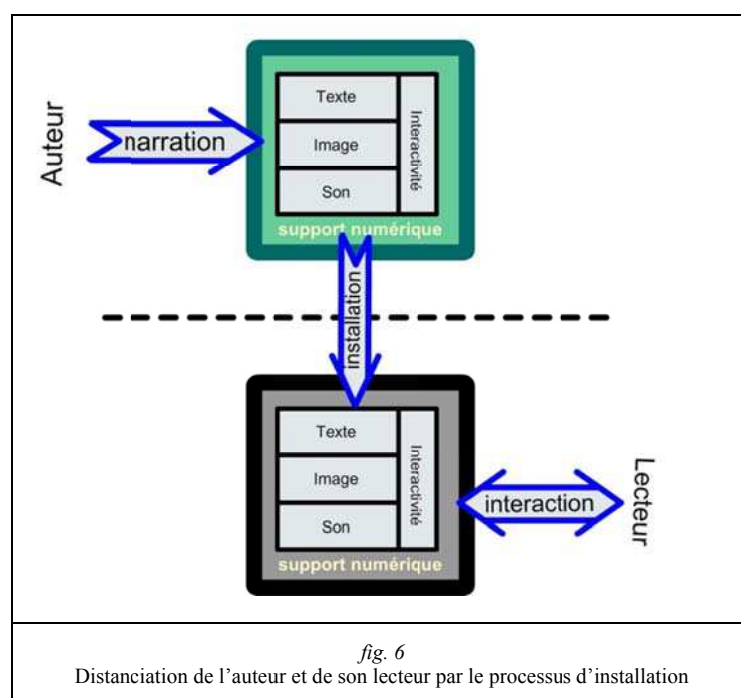 Auteur
narration
Texte
Image
Son
Interactivité
support numérique
installation
Texte
Image
Son
Interactivité
support numérique
interaction
Lecteur
fig. 6
Distanciation de l’auteur et de son lecteur par le processus d’installation